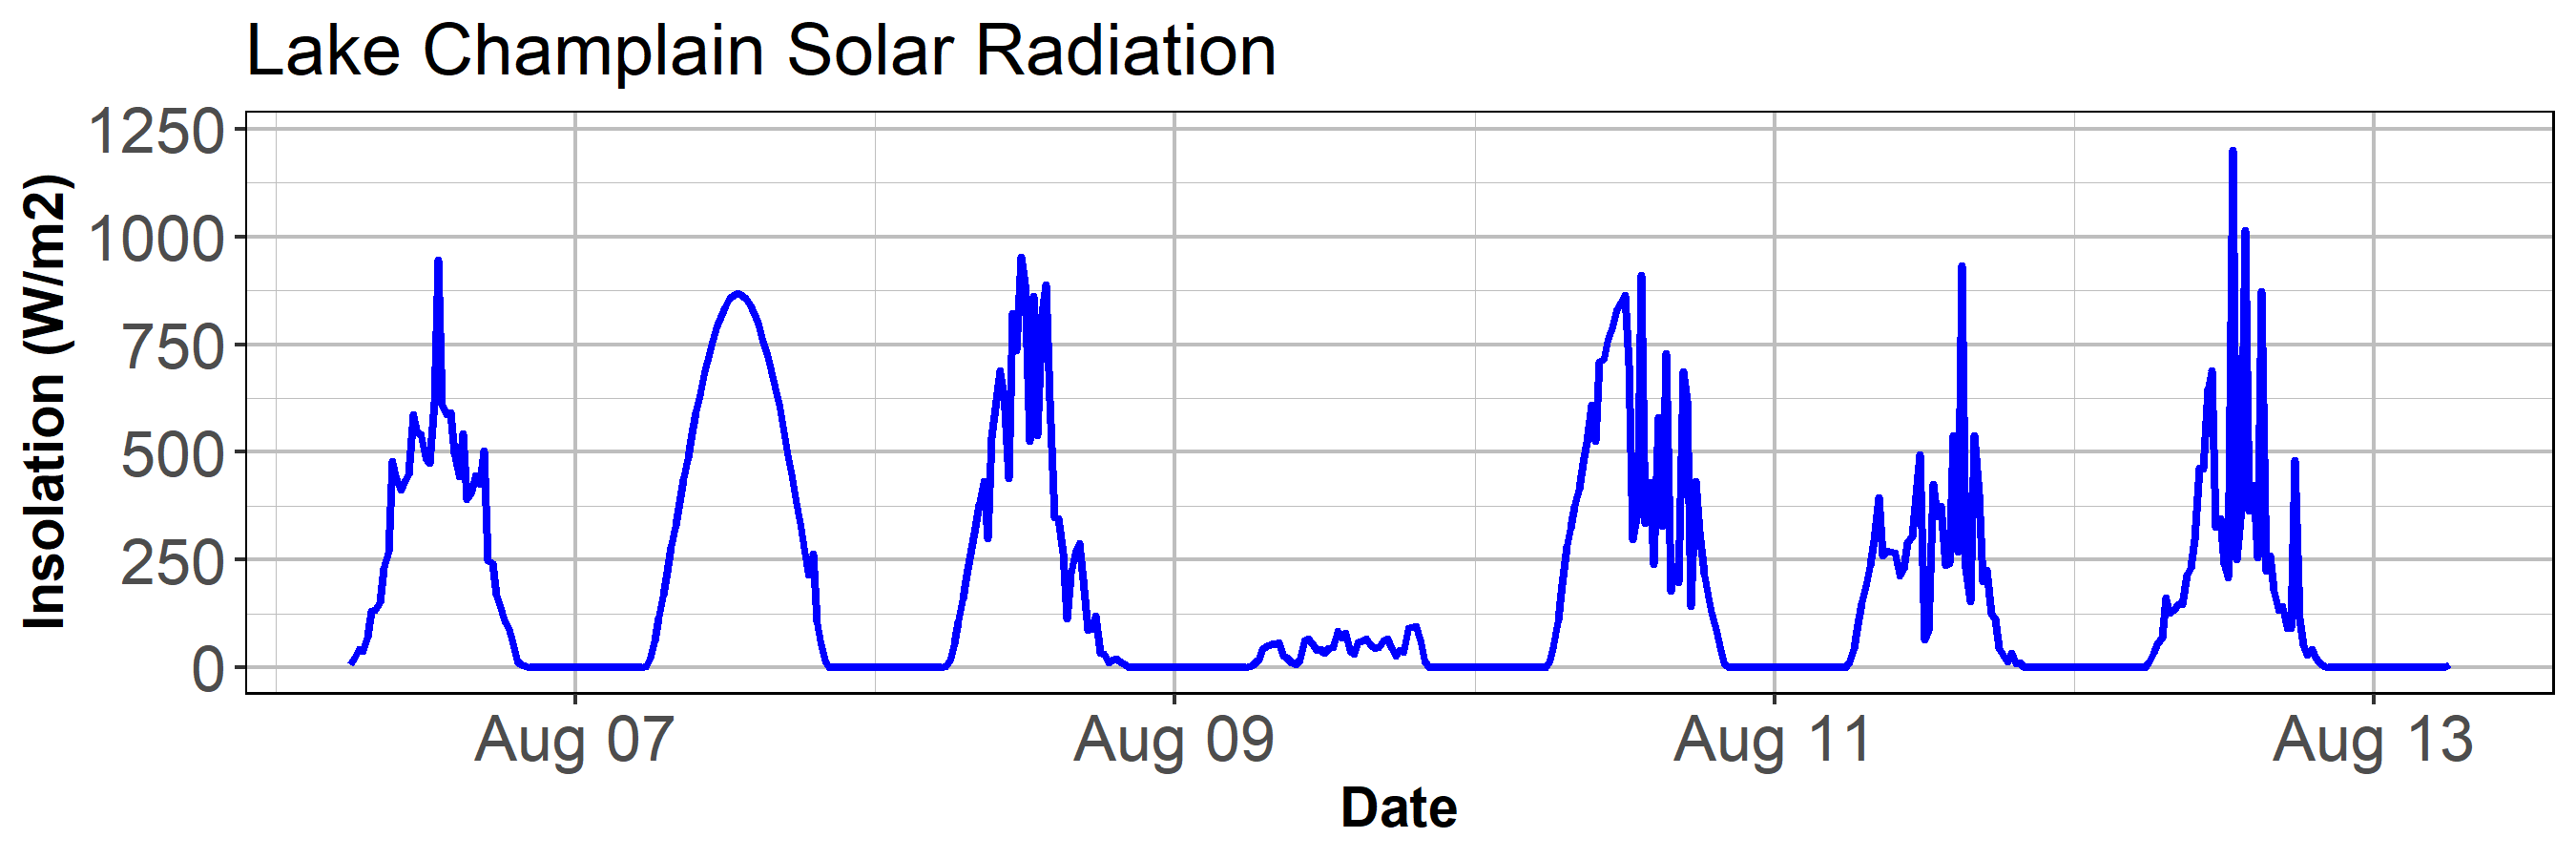 Lake Champlain Solar Radiation
Insolation (W/m2)
1250
1000
750
500
250
0
Aug 07 Aug 09 Aug 11 Aug 13
Date